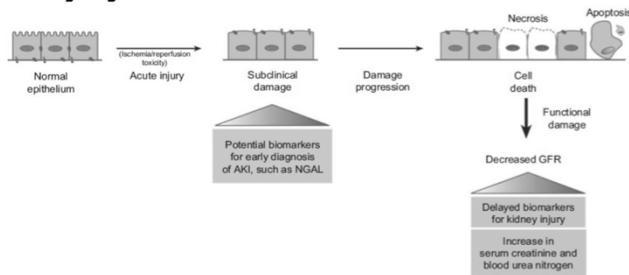 Necrosis
Apoptosis
(Ischemia/reperfusion
toxicity)
Normal
epithelium
Acute injury
Subclinical
damage
Damage
progression
Cell
death
Functional
damage
Potential biomarkers
for early diagnosis
of AKI, such as NGAL
Decreased GFR
Delayed biomarkers
for kidney injury
Increase in
serum creatinine and
blood urea nitrogen